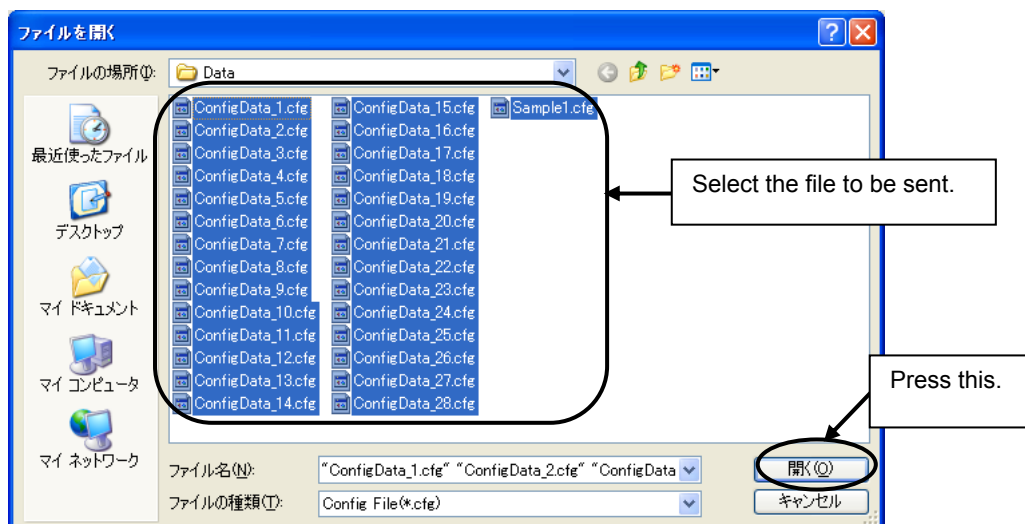 ファイルを開く
ファイルの場所(I):
Data
最近使ったファイル
デスクトップ
マイ ドキュメント
マイ コンピュータ
マイ ネットワーク
ConfigData_1.cfg
ConfigData_2.cfg
ConfigData_3.cfg
ConfigData_4.cfg
ConfigData_5.cfg
ConfigData_6.cfg
ConfigData_7.cfg
ConfigData_8.cfg
ConfigData_9.cfg
ConfigData_10.cfg
ConfigData_11.cfg
ConfigData_12.cfg
ConfigData_13.cfg
ConfigData_14.cfg
ConfigData_15.cfg
ConfigData_16.cfg
ConfigData_17.cfg
ConfigData_18.cfg
ConfigData_19.cfg
ConfigData_20.cfg
ConfigData_21.cfg
ConfigData_22.cfg
ConfigData_23.cfg
ConfigData_24.cfg
ConfigData_25.cfg
ConfigData_26.cfg
ConfigData_27.cfg
ConfigData_28.cfg
Sample1.cfg
Select the file to be sent.
Press this.
ファイル名(N):
"ConfigData_1.cfg" "ConfigData_2.cfg" "ConfigData
開く(O)
ファイルの種類(T):
Config File(*.cfg)
キャンセル